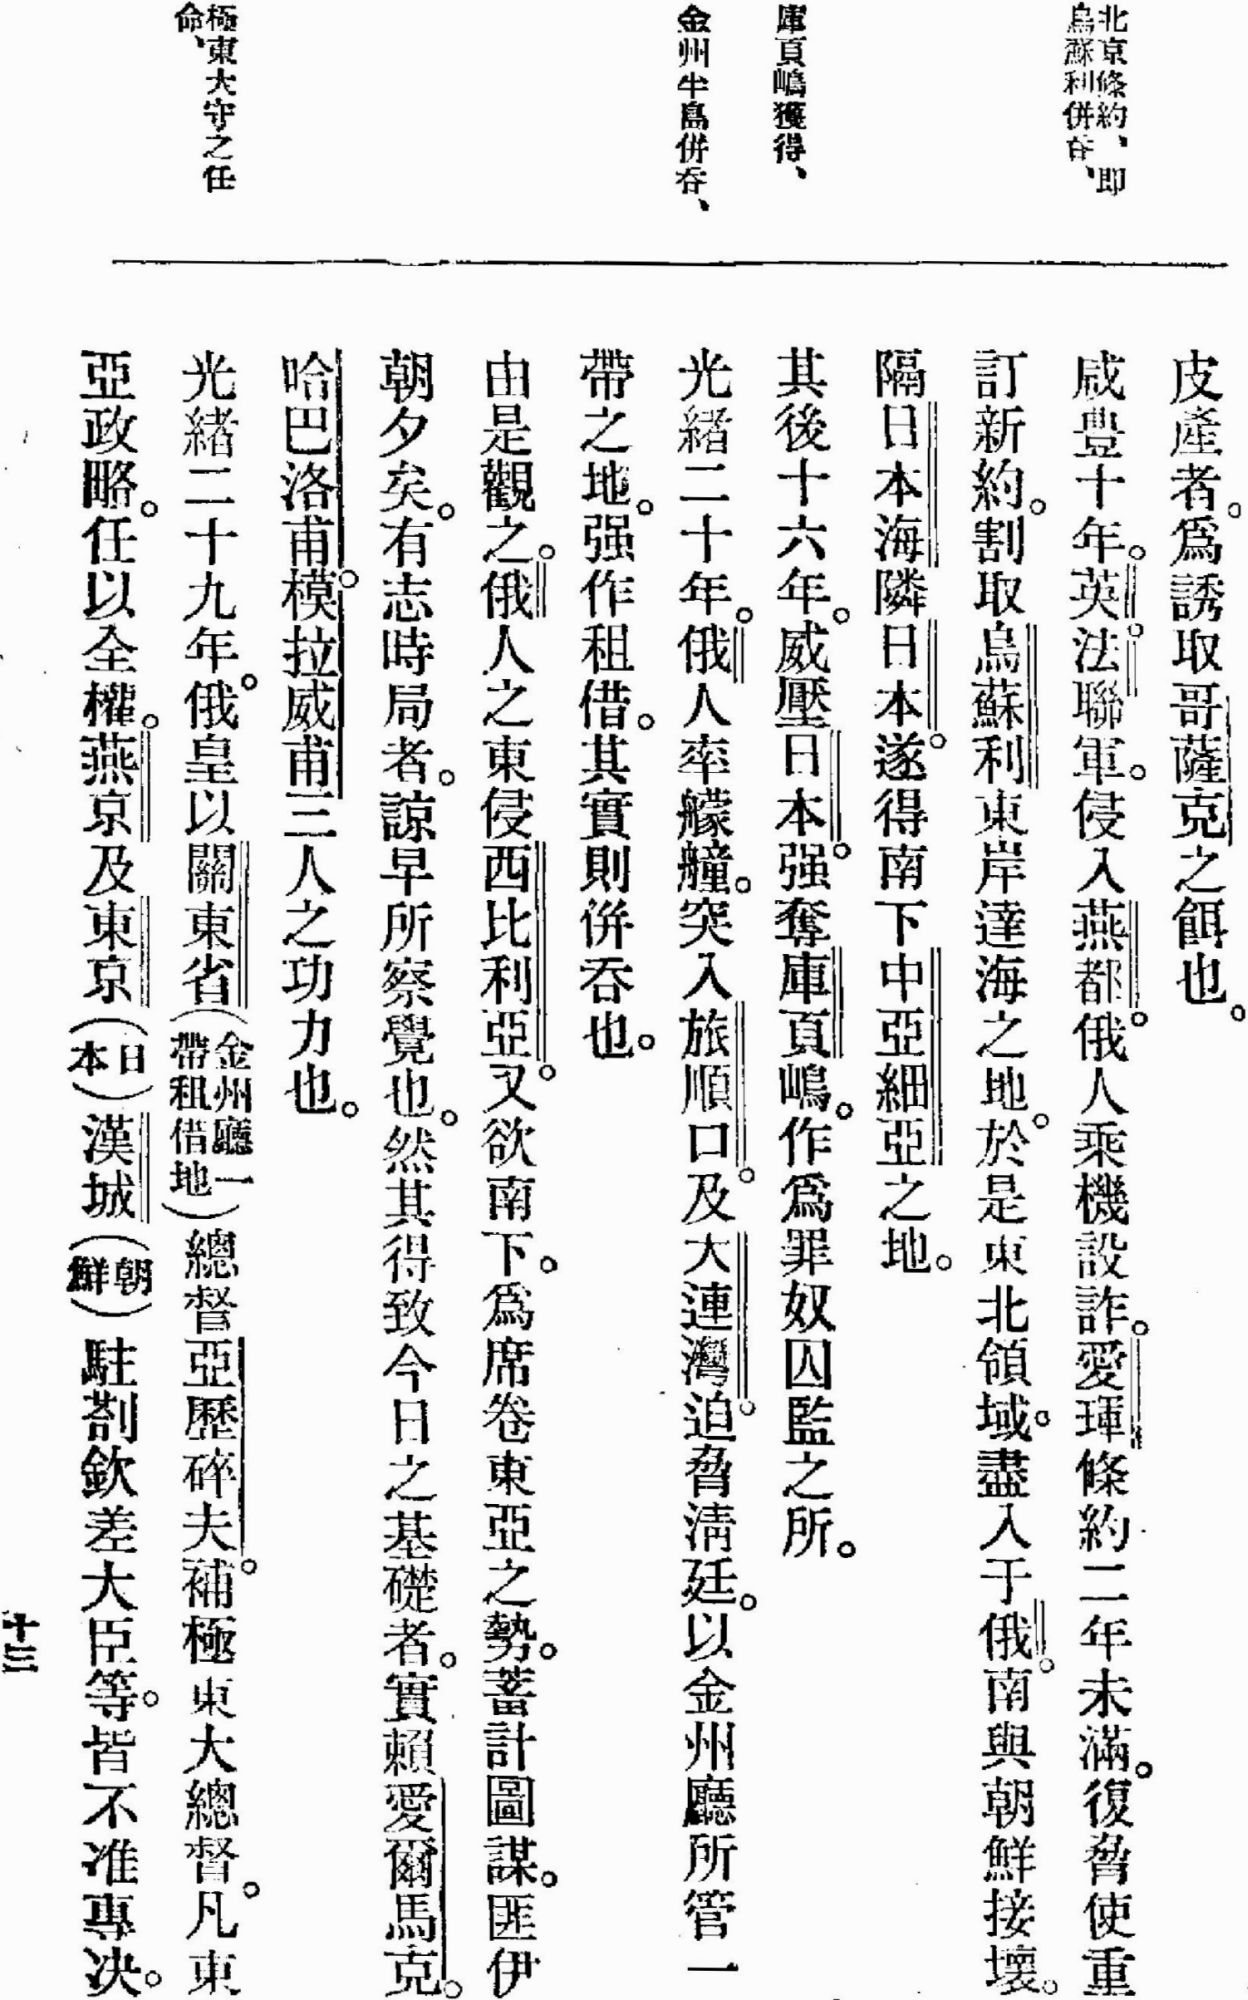 北京條約、即
烏蘇利併吞、
庫頁嶋獲得、
金州半島併吞、
極東大守之任
命、
皮產者。爲誘取哥薩克之餌也。
咸豊十年。英法聯軍。侵入燕都。俄人乘機設詐。愛琿條約二年未滿。復脅使重
訂新約。割取烏蘇利東岸達海之地。於是東北領域。盡入于俄。南與朝鮮接壤。
隔日本海隣日本。遂得南下中亞細亞之地。
其後十六年。威壓日本。强奪庫頁嶋。作爲罪奴囚監之所。
光緖二十年。俄人率艨艟。突入旅順口。及大連灣。迫脅淸廷。以金州廳所管一
帶之地。强作租借。其實則併吞也。
由是觀之。俄人之東侵西比利亞。又欲南下。爲席卷東亞之勢。蓄計圖謀。匪伊
朝夕矣。有志時局者。諒早所察覺也。然其得致今日之基礎者。實賴愛爾馬克。
哈巴洛甫。模拉威甫三人之功力也。
光緖二十九年。俄皇以關東省(金州廳一帶租借地)總督亞歷碎夫。補極東大總督。凡東
亞政略。任以全權。燕京及東京(日本)漢城(朝鮮)駐劄欽差大臣等。皆不准專决。
十三